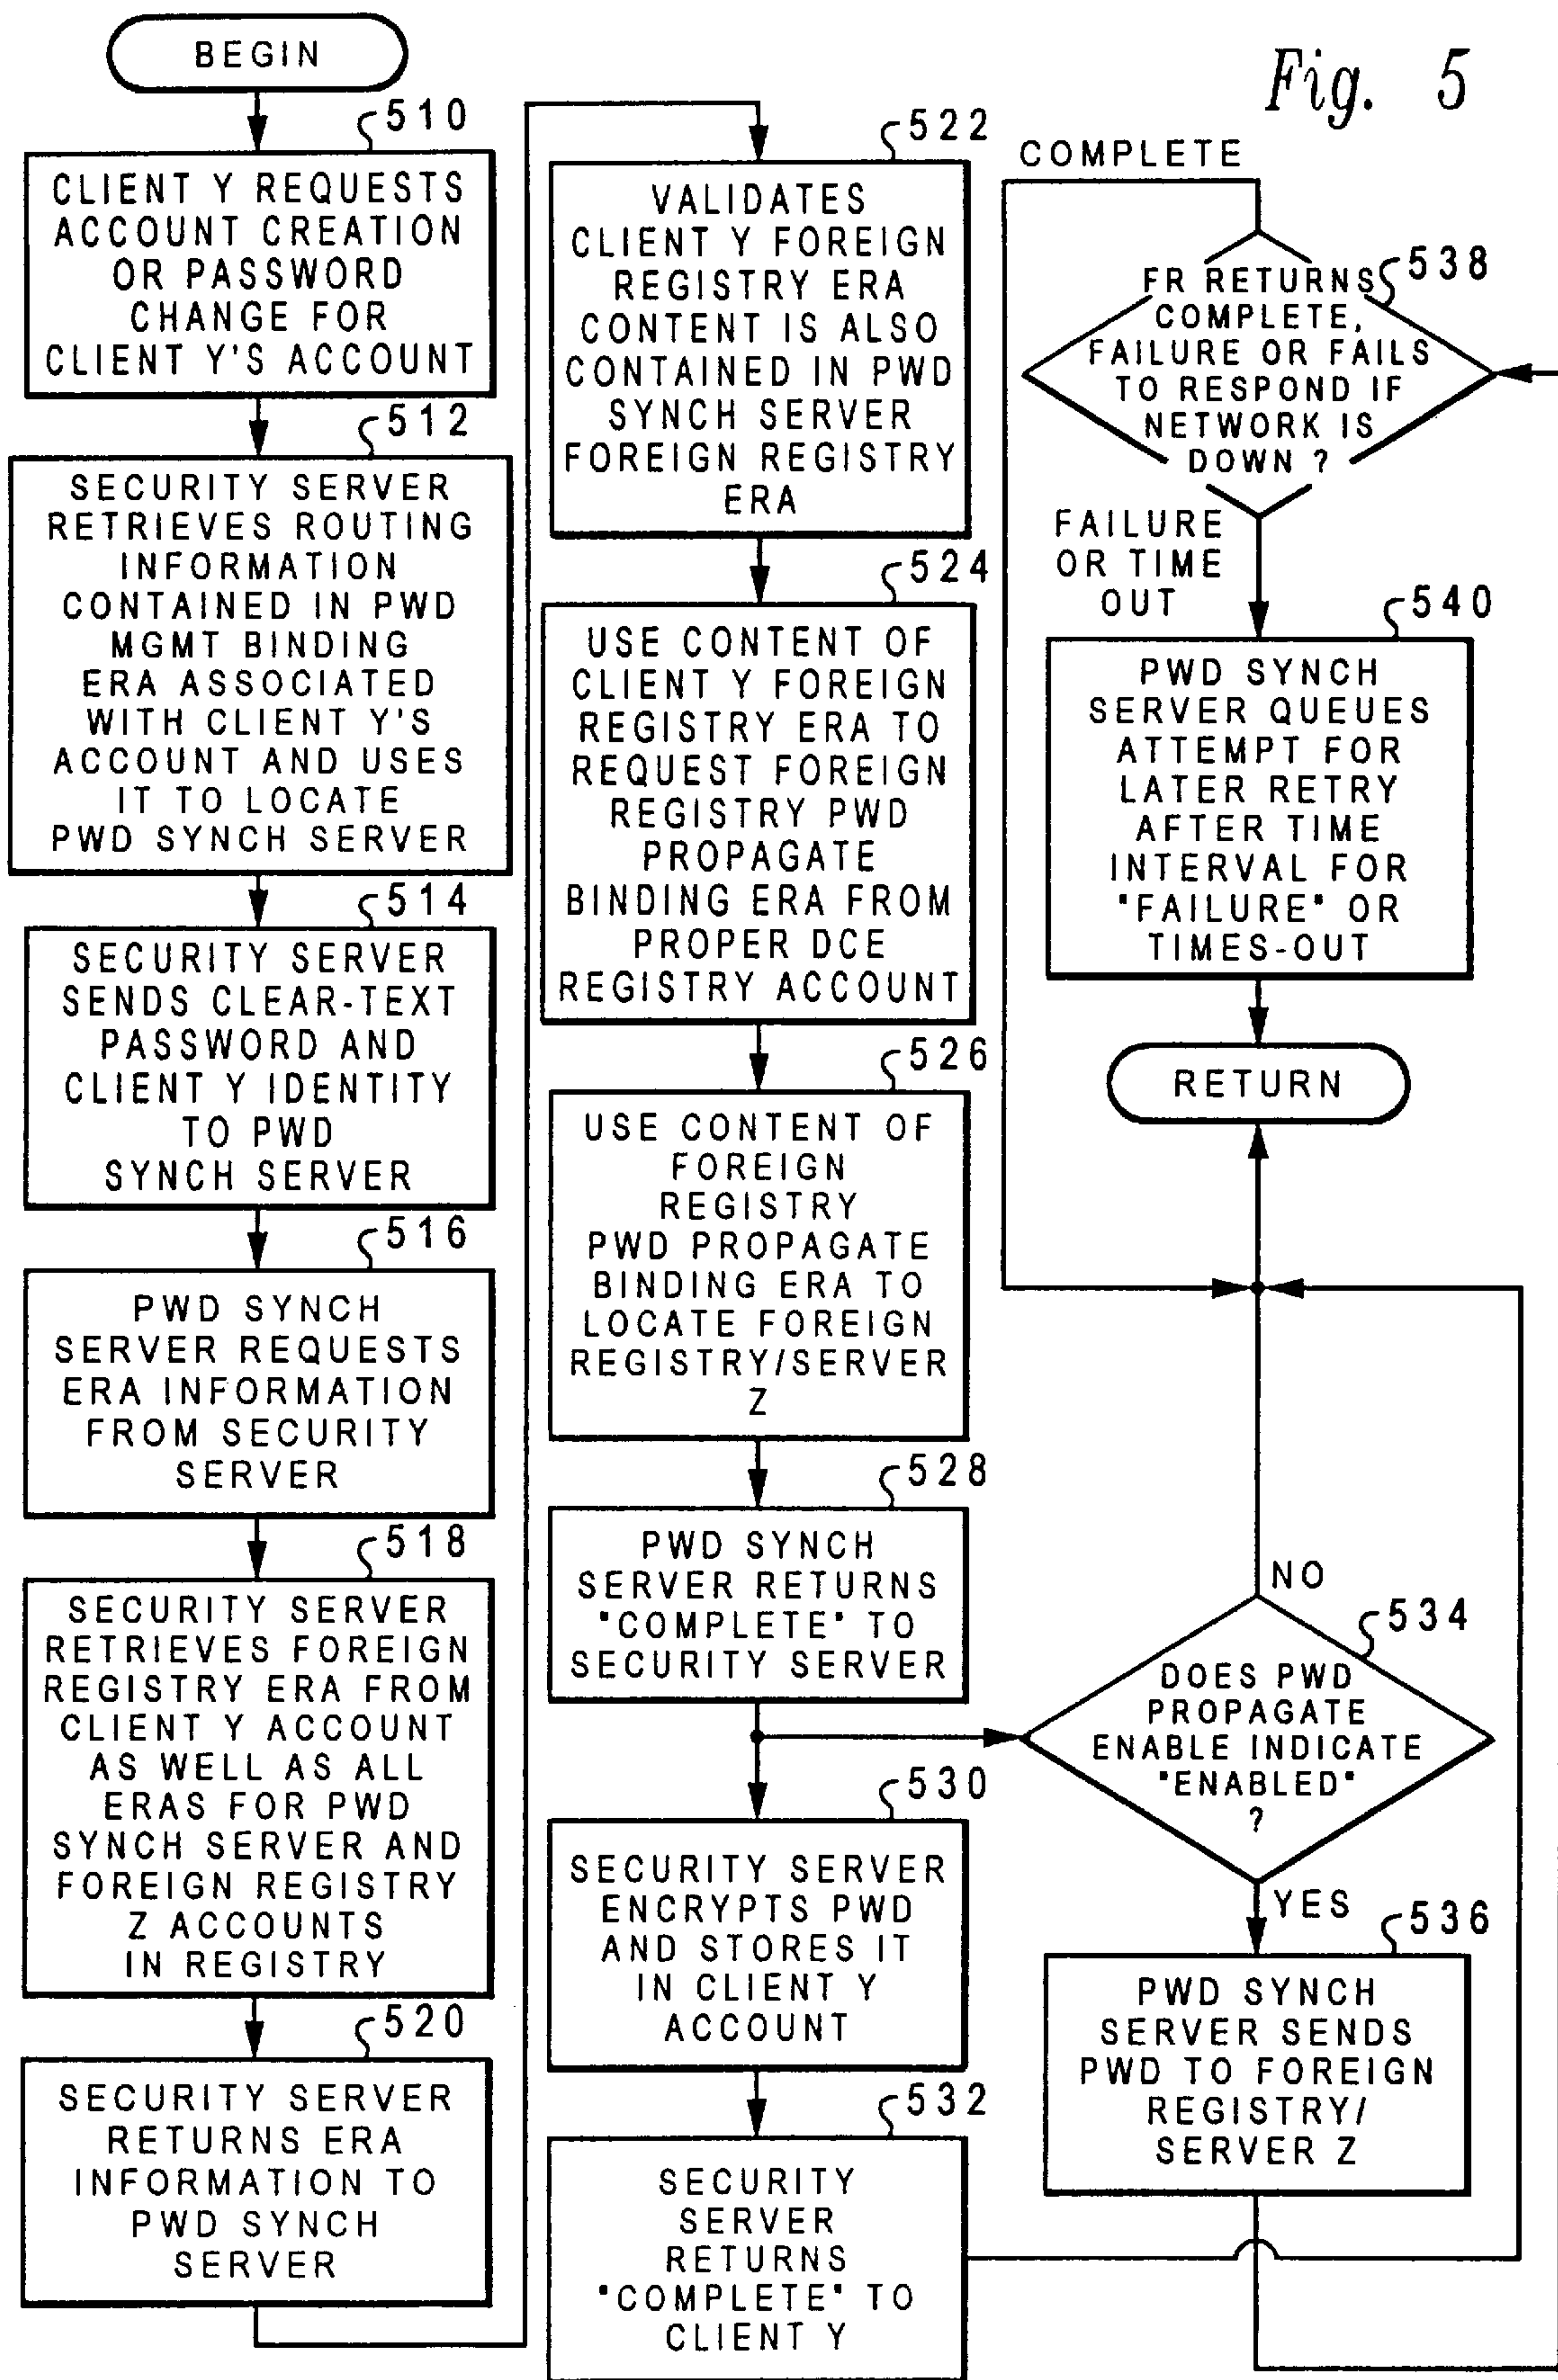 Fig. 5
BEGIN
510
CLIENT Y REQUESTS
ACCOUNT CREATION
OR PASSWORD
CHANGE FOR
CLIENT Y'S ACCOUNT
512
SECURITY SERVER
RETRIEVES ROUTING
INFORMATION
CONTAINED IN PWD
MGMT BINDING
ERA ASSOCIATED
WITH CLIENT Y'S
ACCOUNT AND USES
IT TO LOCATE
PWD SYNCH SERVER
514
SECURITY SERVER
SENDS CLEAR-TEXT
PASSWORD AND
CLIENT Y IDENTITY
TO PWD
SYNCH SERVER
516
PWD SYNCH
SERVER REQUESTS
ERA INFORMATION
FROM SECURITY
SERVER
518
SECURITY SERVER
RETRIEVES FOREIGN
REGISTRY ERA FROM
CLIENT Y ACCOUNT
AS WELL AS ALL
ERAS FOR PWD
SYNCH SERVER AND
FOREIGN REGISTRY
Z ACCOUNTS
IN REGISTRY
520
SECURITY SERVER
RETURNS ERA
INFORMATION TO
PWD SYNCH
SERVER
522
VALIDATES
CLIENT Y FOREIGN
REGISTRY ERA
CONTENT IS ALSO
CONTAINED IN PWD
SYNCH SERVER
FOREIGN REGISTRY
ERA
524
USE CONTENT OF
CLIENT Y FOREIGN
REGISTRY ERA TO
REQUEST FOREIGN
REGISTRY PWD
PROPAGATE
BINDING ERA FROM
PROPER DCE
REGISTRY ACCOUNT
526
USE CONTENT OF
FOREIGN
REGISTRY
PWD PROPAGATE
BINDING ERA TO
LOCATE FOREIGN
REGISTRY/SERVER
Z
528
PWD SYNCH
SERVER RETURNS
"COMPLETE" TO
SECURITY SERVER
530
SECURITY SERVER
ENCRYPTS PWD
AND STORES IT
IN CLIENT Y
ACCOUNT
532
SECURITY
SERVER
RETURNS
"COMPLETE" TO
CLIENT Y
COMPLETE
538
FR RETURNS
COMPLETE,
FAILURE OR FAILS
TO RESPOND IF
NETWORK IS
DOWN ?
FAILURE
OR TIME
OUT
540
PWD SYNCH
SERVER QUEUES
ATTEMPT FOR
LATER RETRY
AFTER TIME
INTERVAL FOR
"FAILURE" OR
TIMES-OUT
RETURN
NO
534
DOES PWD
PROPAGATE
ENABLE INDICATE
"ENABLED"
?
YES
536
PWD SYNCH
SERVER SENDS
PWD TO FOREIGN
REGISTRY/
SERVER Z